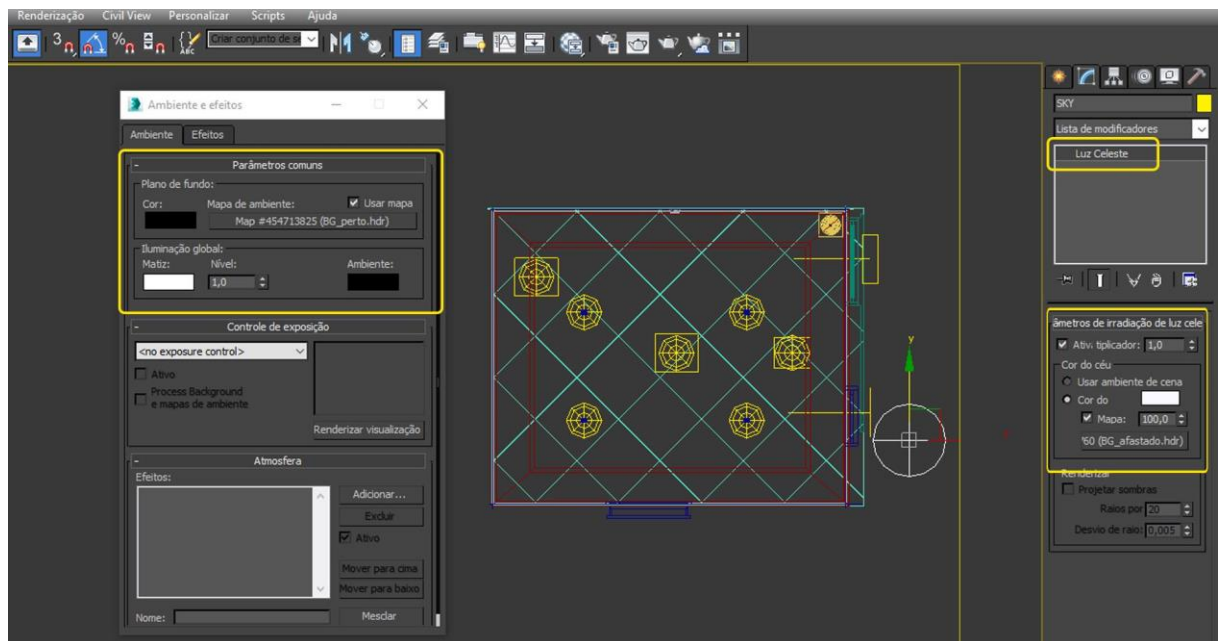 Renderização Civil View Personalizar Scripts Ajuda
3 % ABC Criar conjunto de se
Ambiente e efeitos
Ambiente Efeitos
- Parâmetros comuns
Plano de fundo:
Cor: Mapa de ambiente: Usar mapa
Map #454713825 (BG_perto.hdr)
Iluminação global:
Matiz: Nível: Ambiente:
1,0
- Controle de exposição
<no exposure control>
Ativo
Process Background
e mapas de ambiente
Renderizar visualização
- Atmosfera
Efeitos:
Adicionar...
Excluir
Ativo
Mover para cima
Mover para baixo
Nome: Mesclar
y
x
SKY
Lista de modificadores
Luz Celeste
âmetros de irradiação de luz cele
Ativ. tiplicador: 1,0
Cor do céu
Usar ambiente de cena
Cor do
Mapa: 100,0
'60 (BG_afastado.hdr)
Renderizar
Projetar sombras
Raios por 20
Desvio de raio: 0,005